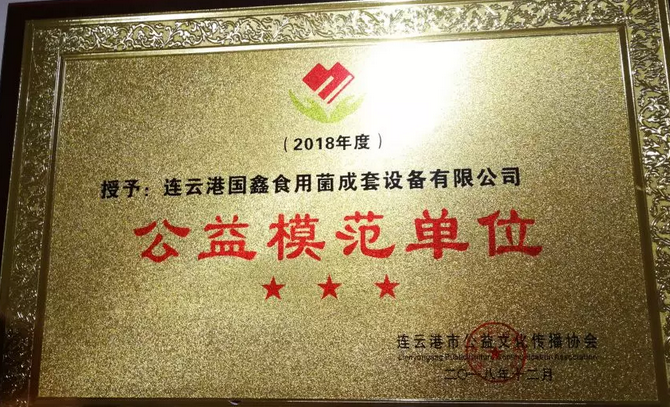 （2018年度）
授予：连云港国鑫食用菌成套设备有限公司
公益模范单位
连云港市公益文化传播协会
二〇一八年十二月